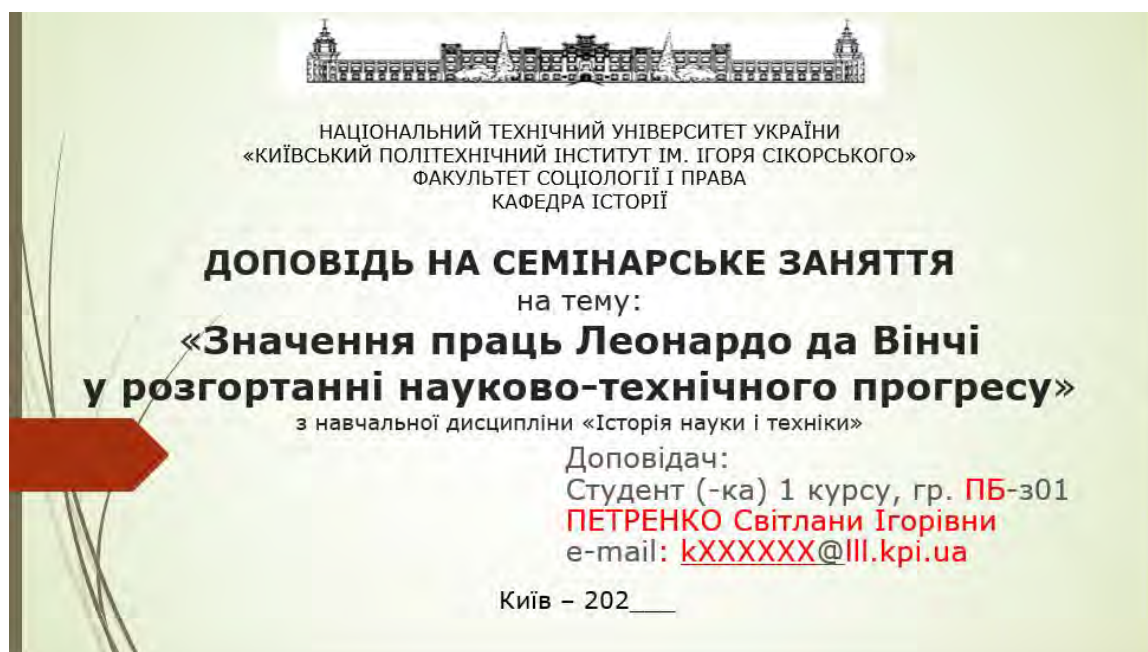 НАЦІОНАЛЬНИЙ ТЕХНІЧНИЙ УНІВЕРСИТЕТ УКРАЇНИ
«КИЇВСЬКИЙ ПОЛІТЕХНІЧНИЙ ІНСТИТУТ ІМ. ІГОРЯ СІКОРСЬКОГО»
ФАКУЛЬТЕТ СОЦІОЛОГІЇ І ПРАВА
КАФЕДРА ІСТОРІЇ
ДОПОВІДЬ НА СЕМІНАРСЬКЕ ЗАНЯТТЯ
на тему:
«Значення праць Леонардо да Вінчі
у розгортанні науково-технічного прогресу»
з навчальної дисципліни «Історія науки і техніки»
Доповідач:
Студент (-ка) 1 курсу, гр. ПБ-з01
ПЕТРЕНКО Світлани Ігорівни
e-mail: kXXXXXX@lll.kpi.ua
Київ – 202___